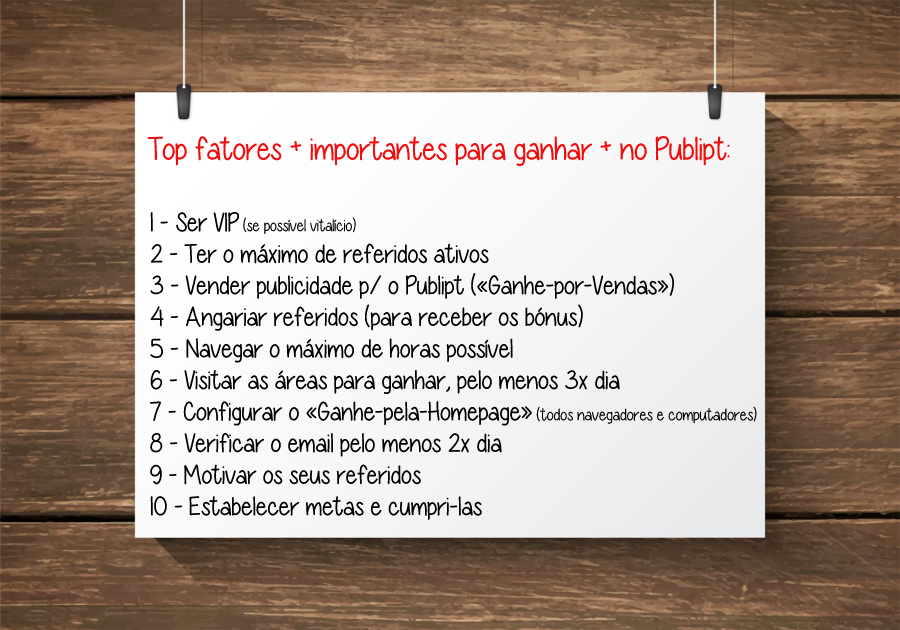 Top fatores + importantes para ganhar + no Publipt:
1 - Ser VIP (se possível vitalício)
2 - Ter o máximo de referidos ativos
3 - Vender publicidade p/ o Publipt («Ganhe-por-Vendas»)
4 - Angariar referidos (para receber os bónus)
5 - Navegar o máximo de horas possível
6 - Visitar as áreas para ganhar, pelo menos 3x dia
7 - Configurar o «Ganhe-pela-Homepage» (todos navegadores e computadores)
8 - Verificar o email pelo menos 2x dia
9 - Motivar os seus referidos
10 - Estabelecer metas e cumpri-las